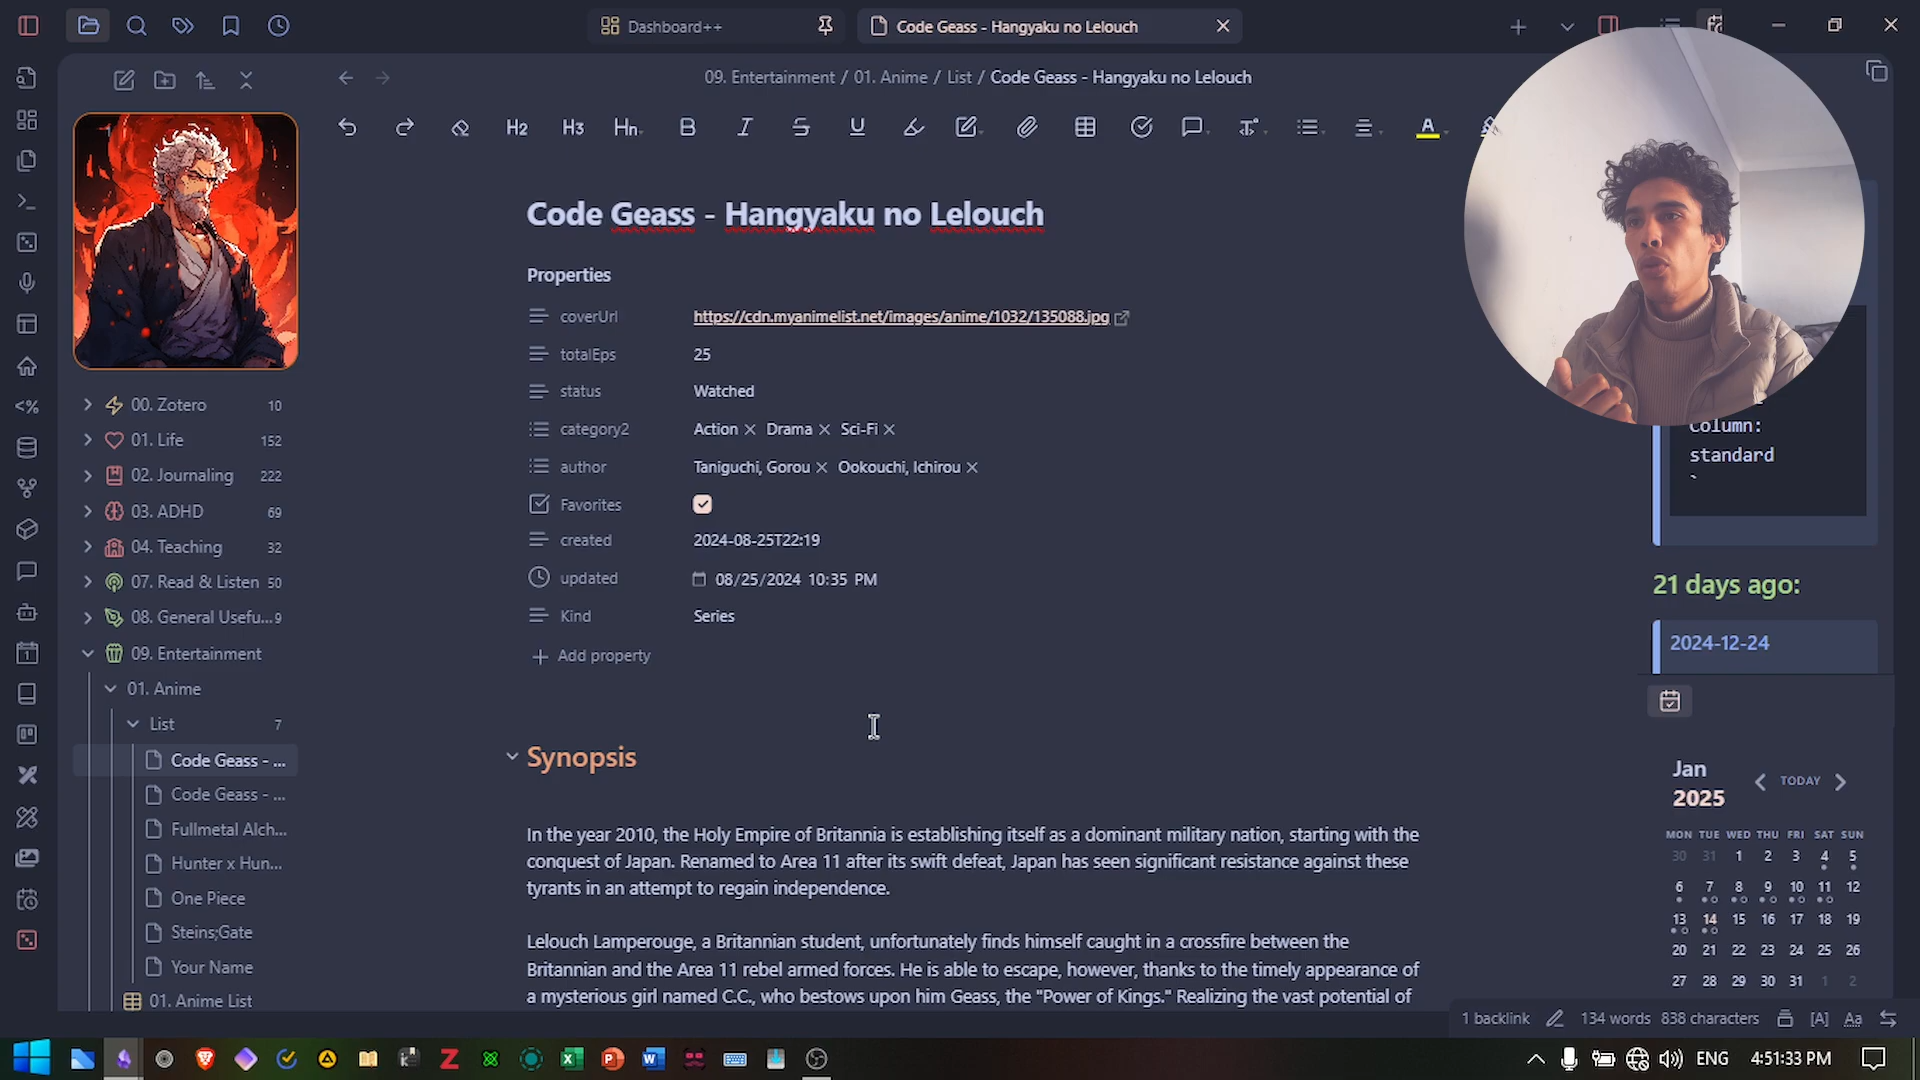 Dashboard++
Code Geass - Hangyaku no Lelouch
09. Entertainment / 01. Anime / List / Code Geass - Hangyaku no Lelouch
H2 H3 Hn B I S U A
Code Geass - Hangyaku no Lelouch
Properties
coverUrl https://cdn.myanimelist.net/images/anime/1032/135088.jpg
totalEps 25
status Watched
category2 Action Drama Sci-Fi
author Taniguchi, Gorou Ookouchi, Ichirou
Favorites
created 2024-08-25T22:19
updated 08/25/2024 10:35 PM
Kind Series
Add property
Synopsis
In the year 2010, the Holy Empire of Britannia is establishing itself as a dominant military nation, starting with the
conquest of Japan. Renamed to Area 11 after its swift defeat, Japan has seen significant resistance against these
tyrants in an attempt to regain independence.
Lelouch Lamperouge, a Britannian student, unfortunately finds himself caught in a crossfire between the
Britannian and the Area 11 rebel armed forces. He is able to escape, however, thanks to the timely appearance of
a mysterious girl named C.C., who bestows upon him Geass, the "Power of Kings." Realizing the vast potential of
00. Zotero 10
01. Life 152
02. Journaling 222
03. ADHD 69
04. Teaching 32
07. Read & Listen 50
08. General Usefu... 9
09. Entertainment
01. Anime
List 7
Code Geass - ...
Code Geass - ...
Fullmetal Alch...
Hunter x Hun...
One Piece
Steins;Gate
Your Name
01. Anime List
Column:
standard
`
21 days ago:
2024-12-24
Jan
2025
TODAY
MON TUE WED THU FRI SAT SUN
30 31 1 2 3 4 5
6 7 8 9 10 11 12
13 14 15 16 17 18 19
20 21 22 23 24 25 26
27 28 29 30 31 1 2
1 backlink 134 words 838 characters [A] Aa
ENG 4:51:33 PM